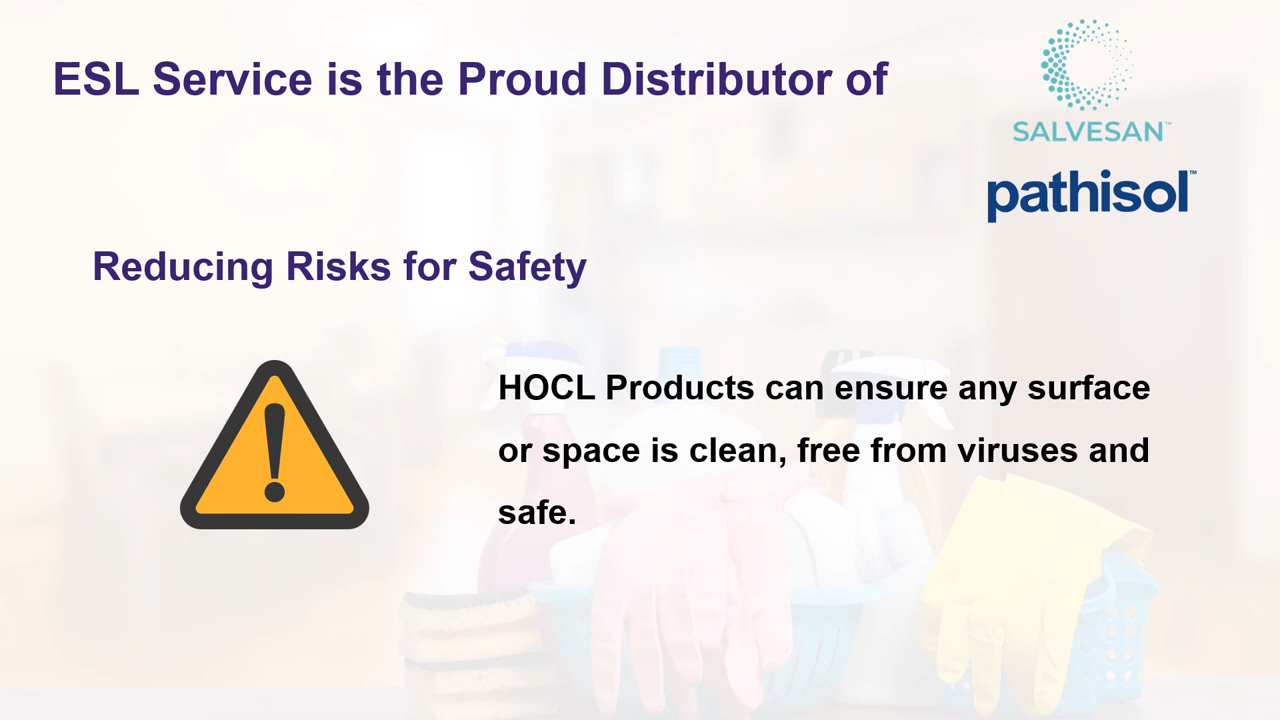 ESL Service is the Proud Distributor of
SALVESAN™
pathisol™
Reducing Risks for Safety
!
HOCL Products can ensure any surface
or space is clean, free from viruses and
safe.